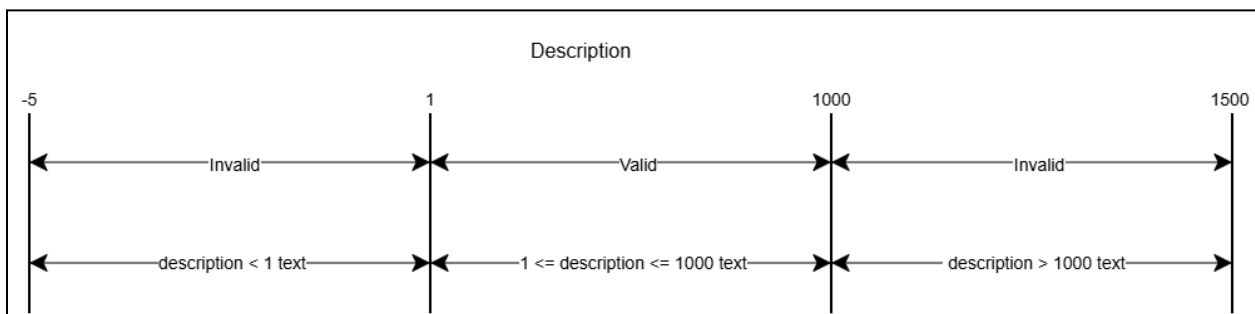 Description
-5 1 1000 1500
Invalid Valid Invalid
description < 1 text 1 <= description <= 1000 text description > 1000 text